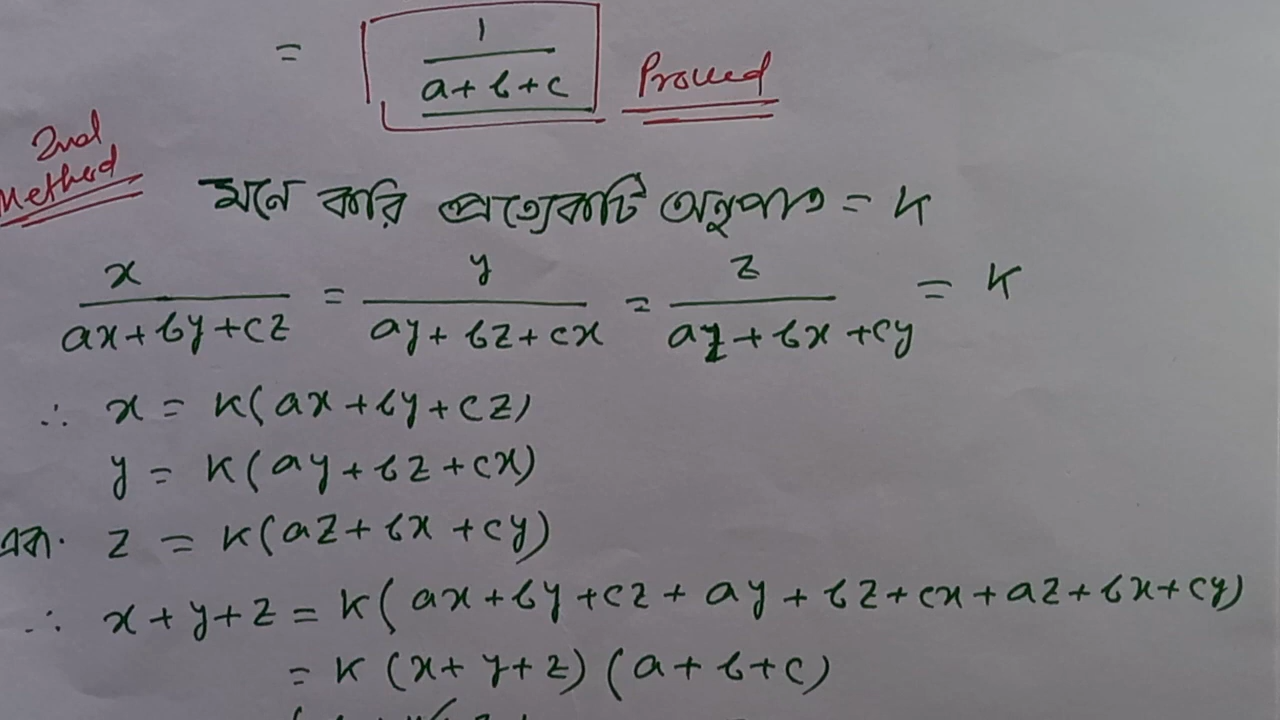 = 1/(a+b+c) Proved
2nd Method
মনে করি প্রত্যেকটি অনুপাত = K
x/(ax+by+cz) = y/(ay+bz+cx) = z/(az+bx+cy) = K
∴ x = K(ax+by+cz)
y = K(ay+bz+cx)
এবং z = K(az+bx+cy)
∴ x+y+z = K(ax+by+cz+ay+bz+cx+az+bx+cy)
= K(x+y+z)(a+b+c)